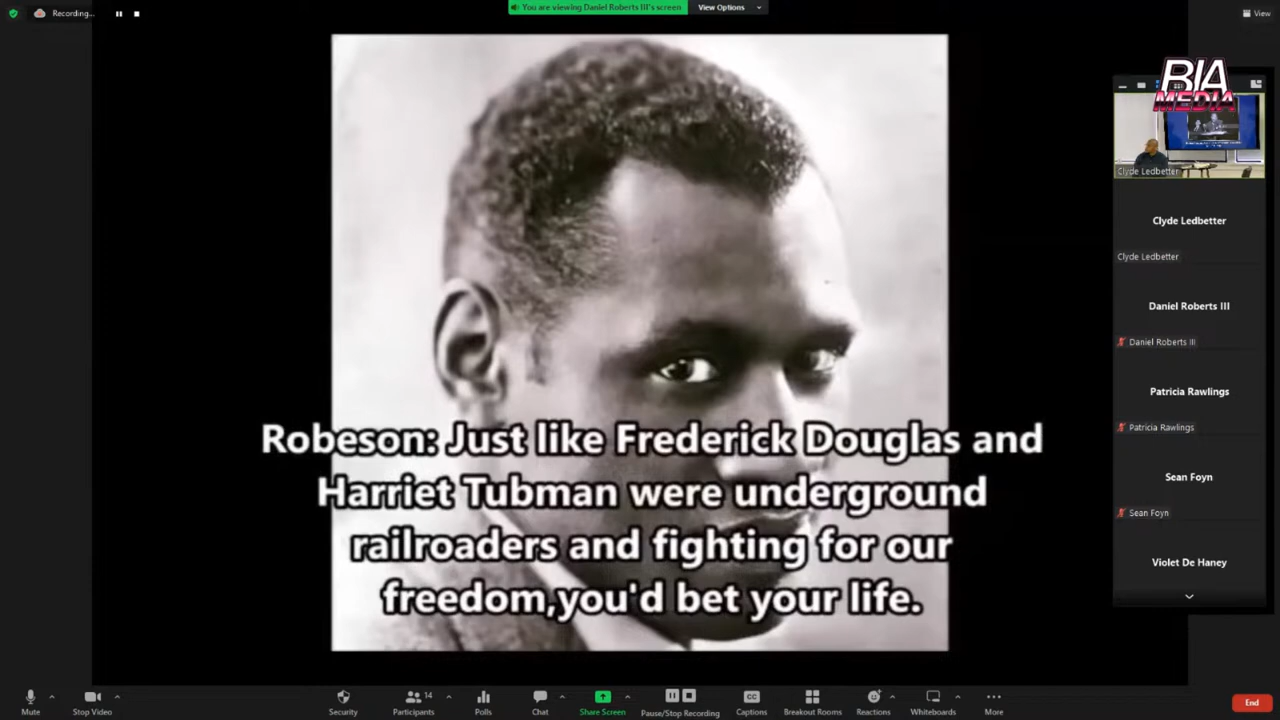 Recording...
You are viewing Daniel Roberts III's screen
View Options
View
BIA
MEDIA
Clyde Ledbetter
Clyde Ledbetter
Clyde Ledbetter
Daniel Roberts III
Daniel Roberts III
Patricia Rawlings
Patricia Rawlings
Sean Foyn
Sean Foyn
Violet De Haney
Robeson: Just like Frederick Douglas and
Harriet Tubman were underground
railroaders and fighting for our
freedom,you'd bet your life.
Mute
Stop Video
Security
Participants
14
Polls
Chat
Share Screen
Pause/Stop Recording
CC
Captions
Breakout Rooms
Reactions
Whiteboards
More
End